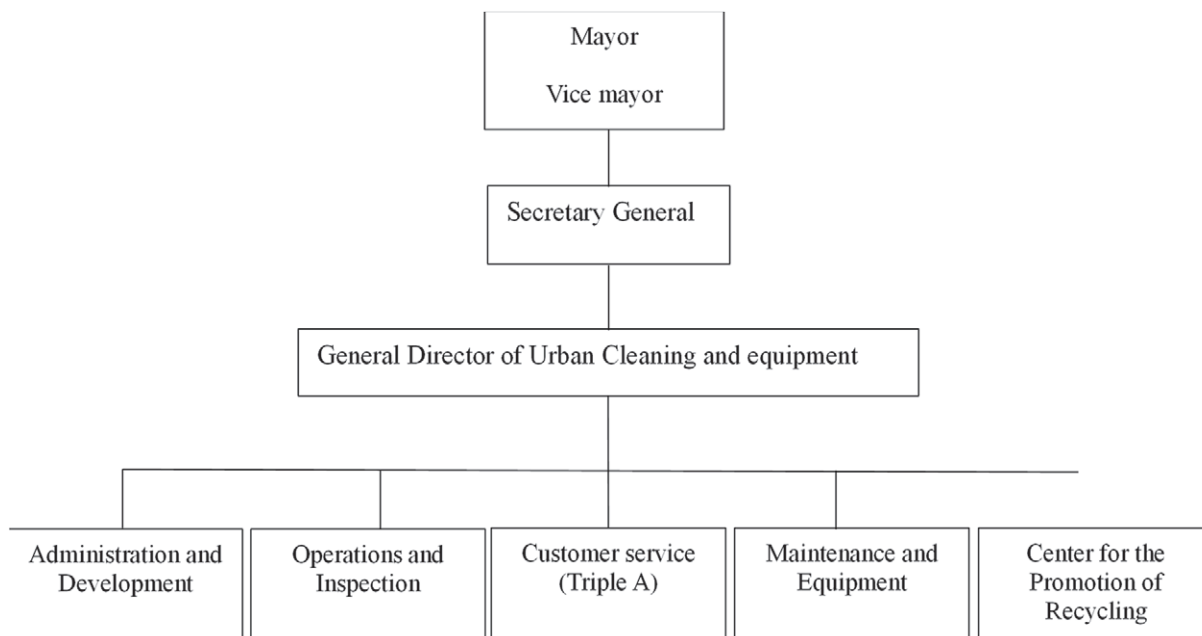 Mayor
Vice mayor
Secretary General
General Director of Urban Cleaning and equipment
Administration and
Development
Operations and
Inspection
Customer service
(Triple A)
Maintenance and
Equipment
Center for the
Promotion of
Recycling